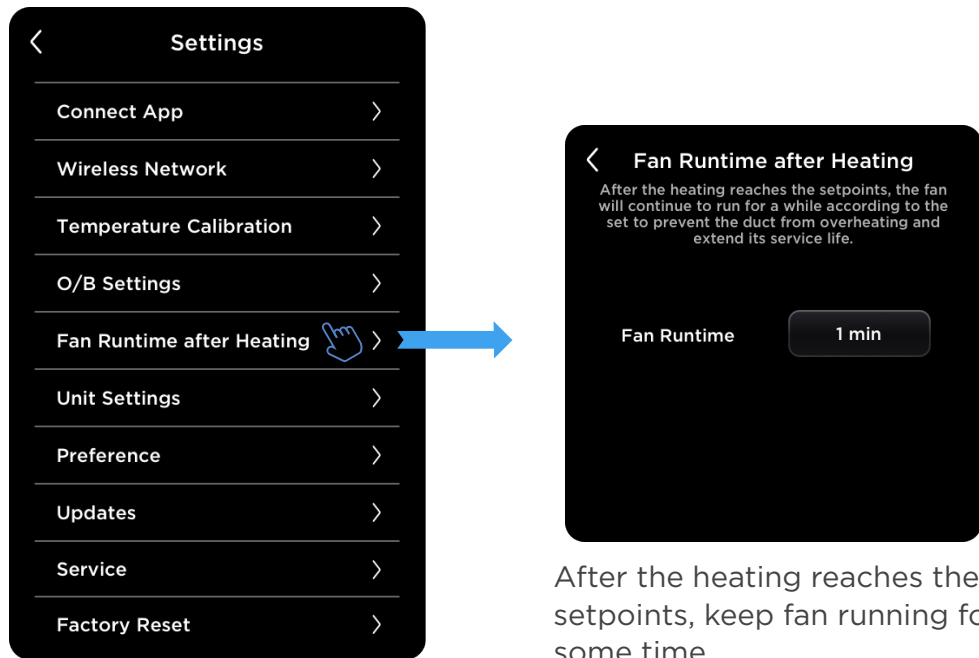 Settings
Connect App
Wireless Network
Temperature Calibration
O/B Settings
Fan Runtime after Heating
Unit Settings
Preference
Updates
Service
Factory Reset
Fan Runtime after Heating
After the heating reaches the setpoints, the fan
will continue to run for a while according to the
set to prevent the duct from overheating and
extend its service life.
Fan Runtime 1 min
After the heating reaches the
setpoints, keep fan running
some time